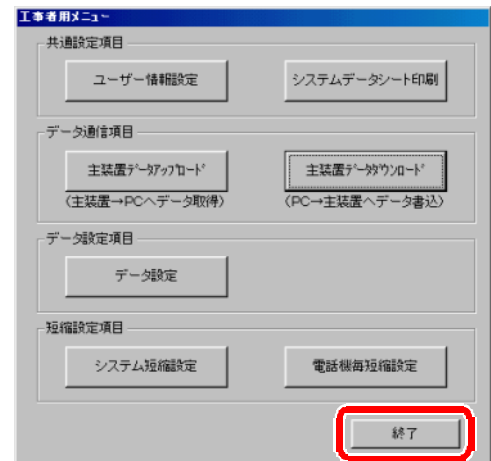 工事者用ﾒﾆｭｰ
共通設定項目
ユーザー情報設定
システムデータシート印刷
データ通信項目
主装置ﾃﾞｰﾀｱｯﾌﾟﾛｰﾄﾞ
主装置ﾃﾞｰﾀﾀﾞｳﾝﾛｰﾄﾞ
(主装置→PCへデータ取得)
(PC→主装置へデータ書込)
データ設定項目
データ設定
短縮設定項目
システム短縮設定
電話機毎短縮設定
終了